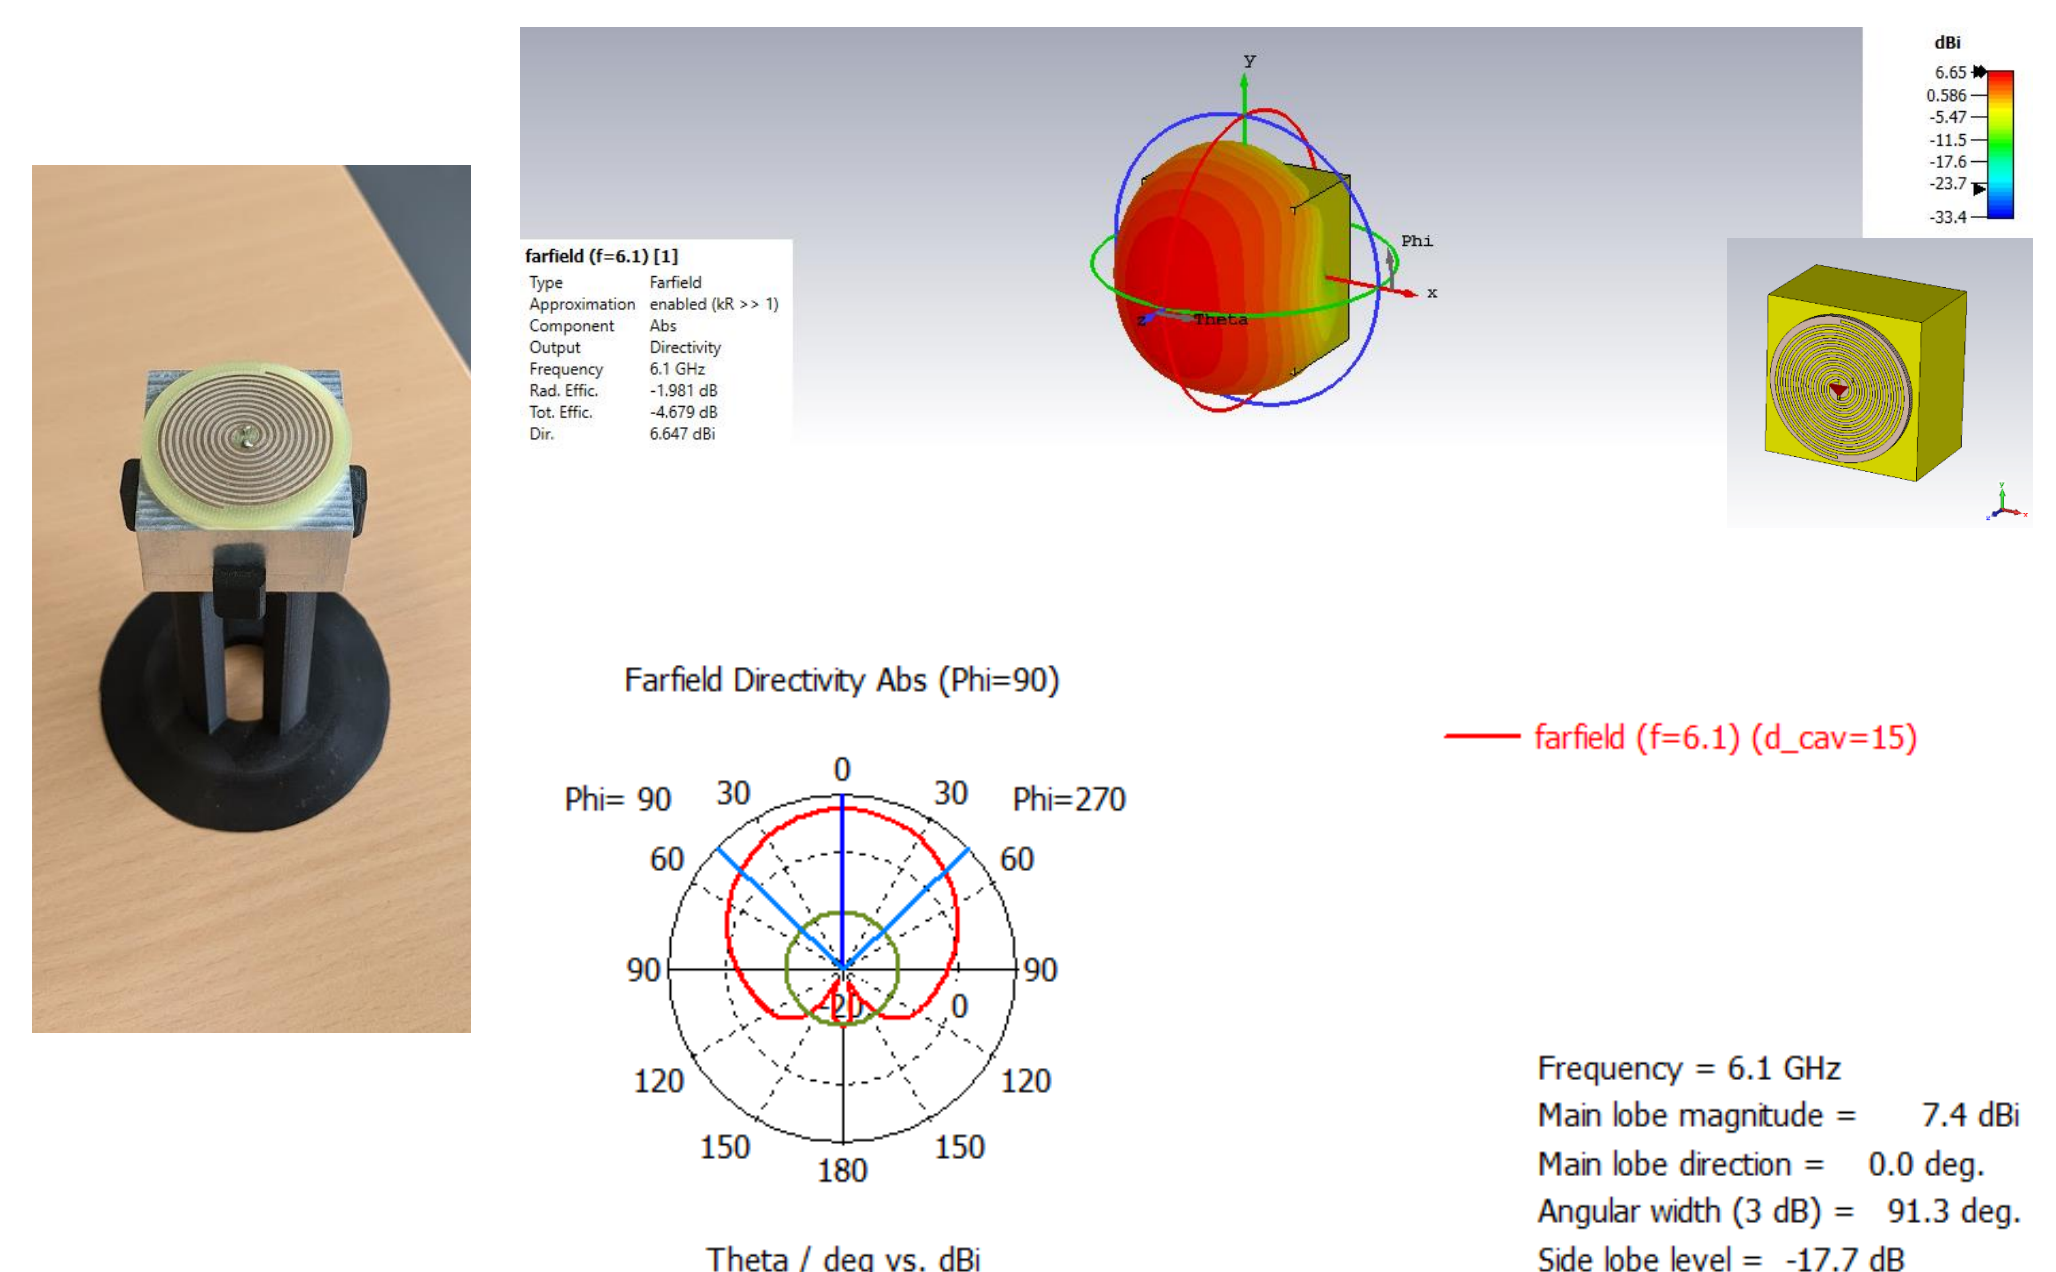 dBi
6.65
0.586
-5.47
-11.5
-17.6
-23.7
-33.4
y
Phi
x
z
Theta
farfield (f=6.1) [1]
Type Farfield
Approximation enabled (kR >> 1)
Component Abs
Output Directivity
Frequency 6.1 GHz
Rad. Effic. -1.981 dB
Tot. Effic. -4.679 dB
Dir. 6.647 dBi
y
z
x
Farfield Directivity Abs (Phi=90)
farfield (f=6.1) (d_cav=15)
0
Phi= 90 30 30 Phi=270
60 60
90 90
-20 0
120 120
150 150
180
Theta / deg vs. dBi
Frequency = 6.1 GHz
Main lobe magnitude = 7.4 dBi
Main lobe direction = 0.0 deg.
Angular width (3 dB) = 91.3 deg.
Side lobe level = -17.7 dB